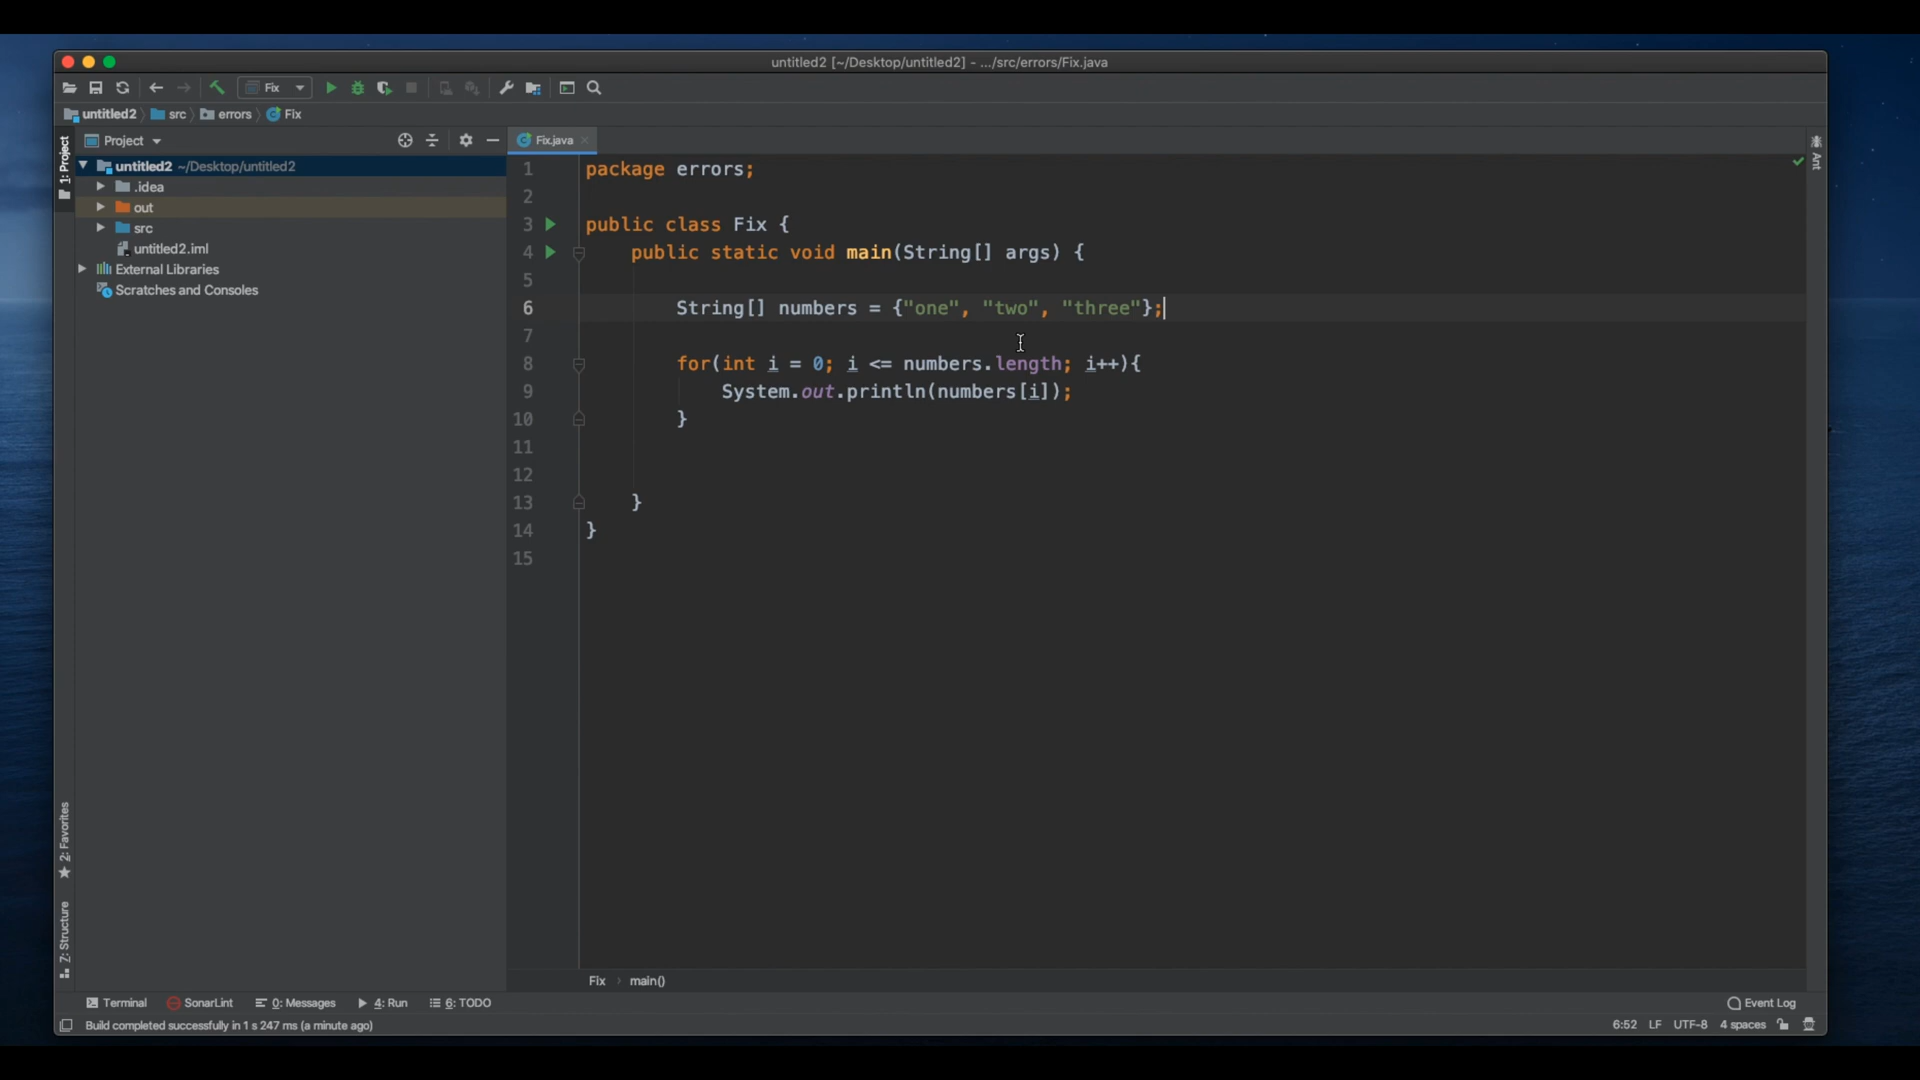 untitled2 [~/Desktop/untitled2] - .../src/errors/Fix.java
Fix
untitled2 src errors Fix
Project
Fix.java
1: Project
Ant
untitled2 ~/Desktop/untitled2
.idea
out
src
untitled2.iml
External Libraries
Scratches and Consoles
1 package errors;
2
3 public class Fix {
4 public static void main(String[] args) {
5
6 String[] numbers = {"one", "two", "three"};
7
8 for(int i = 0; i <= numbers.length; i++){
9 System.out.println(numbers[i]);
10 }
11
12
13 }
14 }
15
2: Favorites
Z: Structure
Fix main()
Terminal SonarLint 0: Messages 4: Run 6: TODO Event Log
Build completed successfully in 1 s 247 ms (a minute ago) 6:52 LF UTF-8 4 spaces